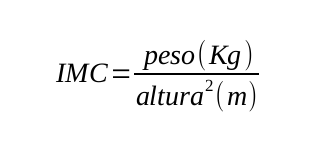 IMC = peso(Kg) / altura²(m)